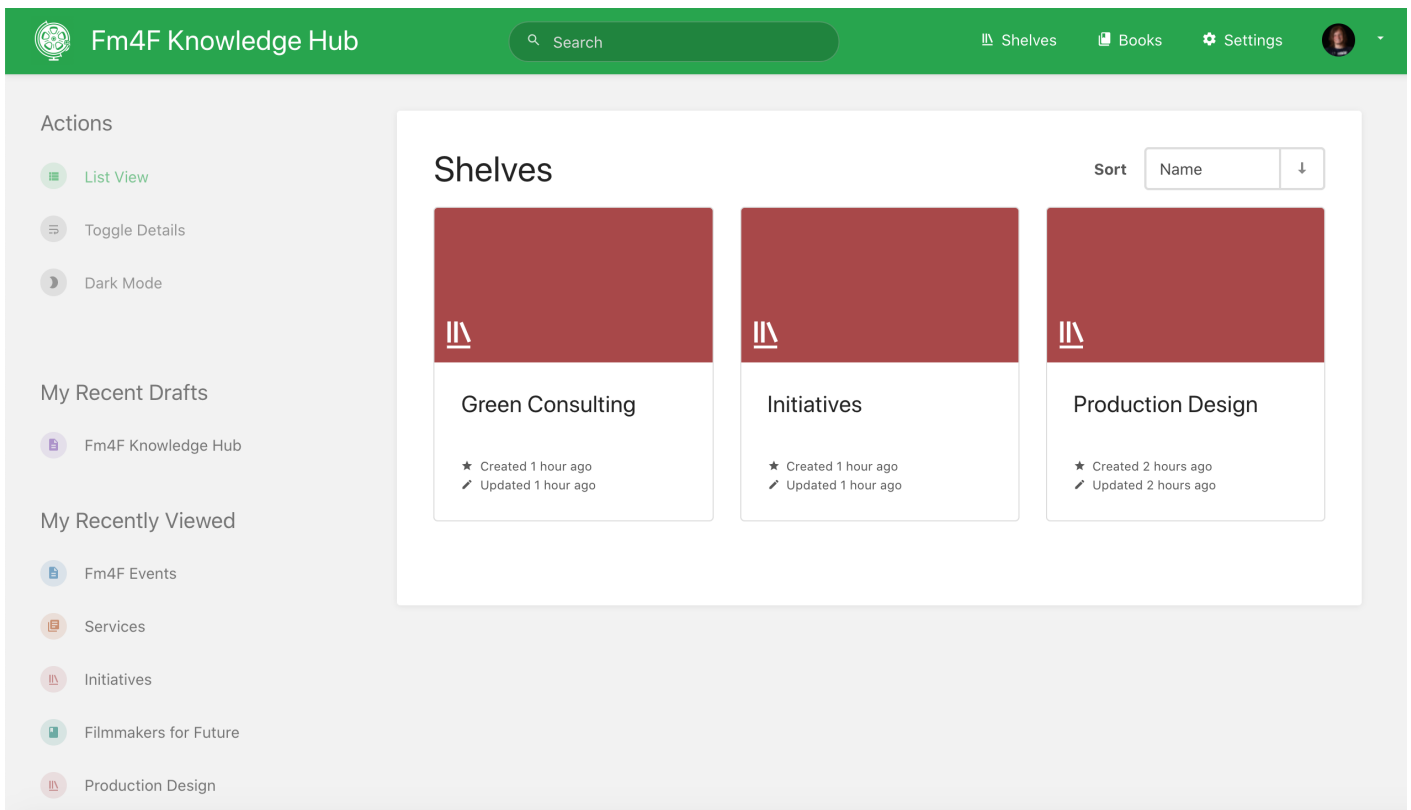 Fm4F Knowledge Hub
Search
Shelves
Books
Settings
Actions
List View
Toggle Details
Dark Mode
My Recent Drafts
Fm4F Knowledge Hub
My Recently Viewed
Fm4F Events
Services
Initiatives
Filmmakers for Future
Production Design
Shelves
Sort
Name
Green Consulting
Created 1 hour ago
Updated 1 hour ago
Initiatives
Created 1 hour ago
Updated 1 hour ago
Production Design
Created 2 hours ago
Updated 2 hours ago